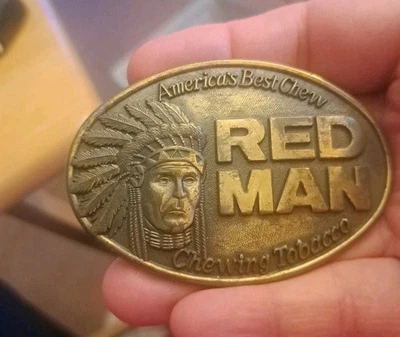 America's Best Chew
RED
MAN
Chewing Tobacco